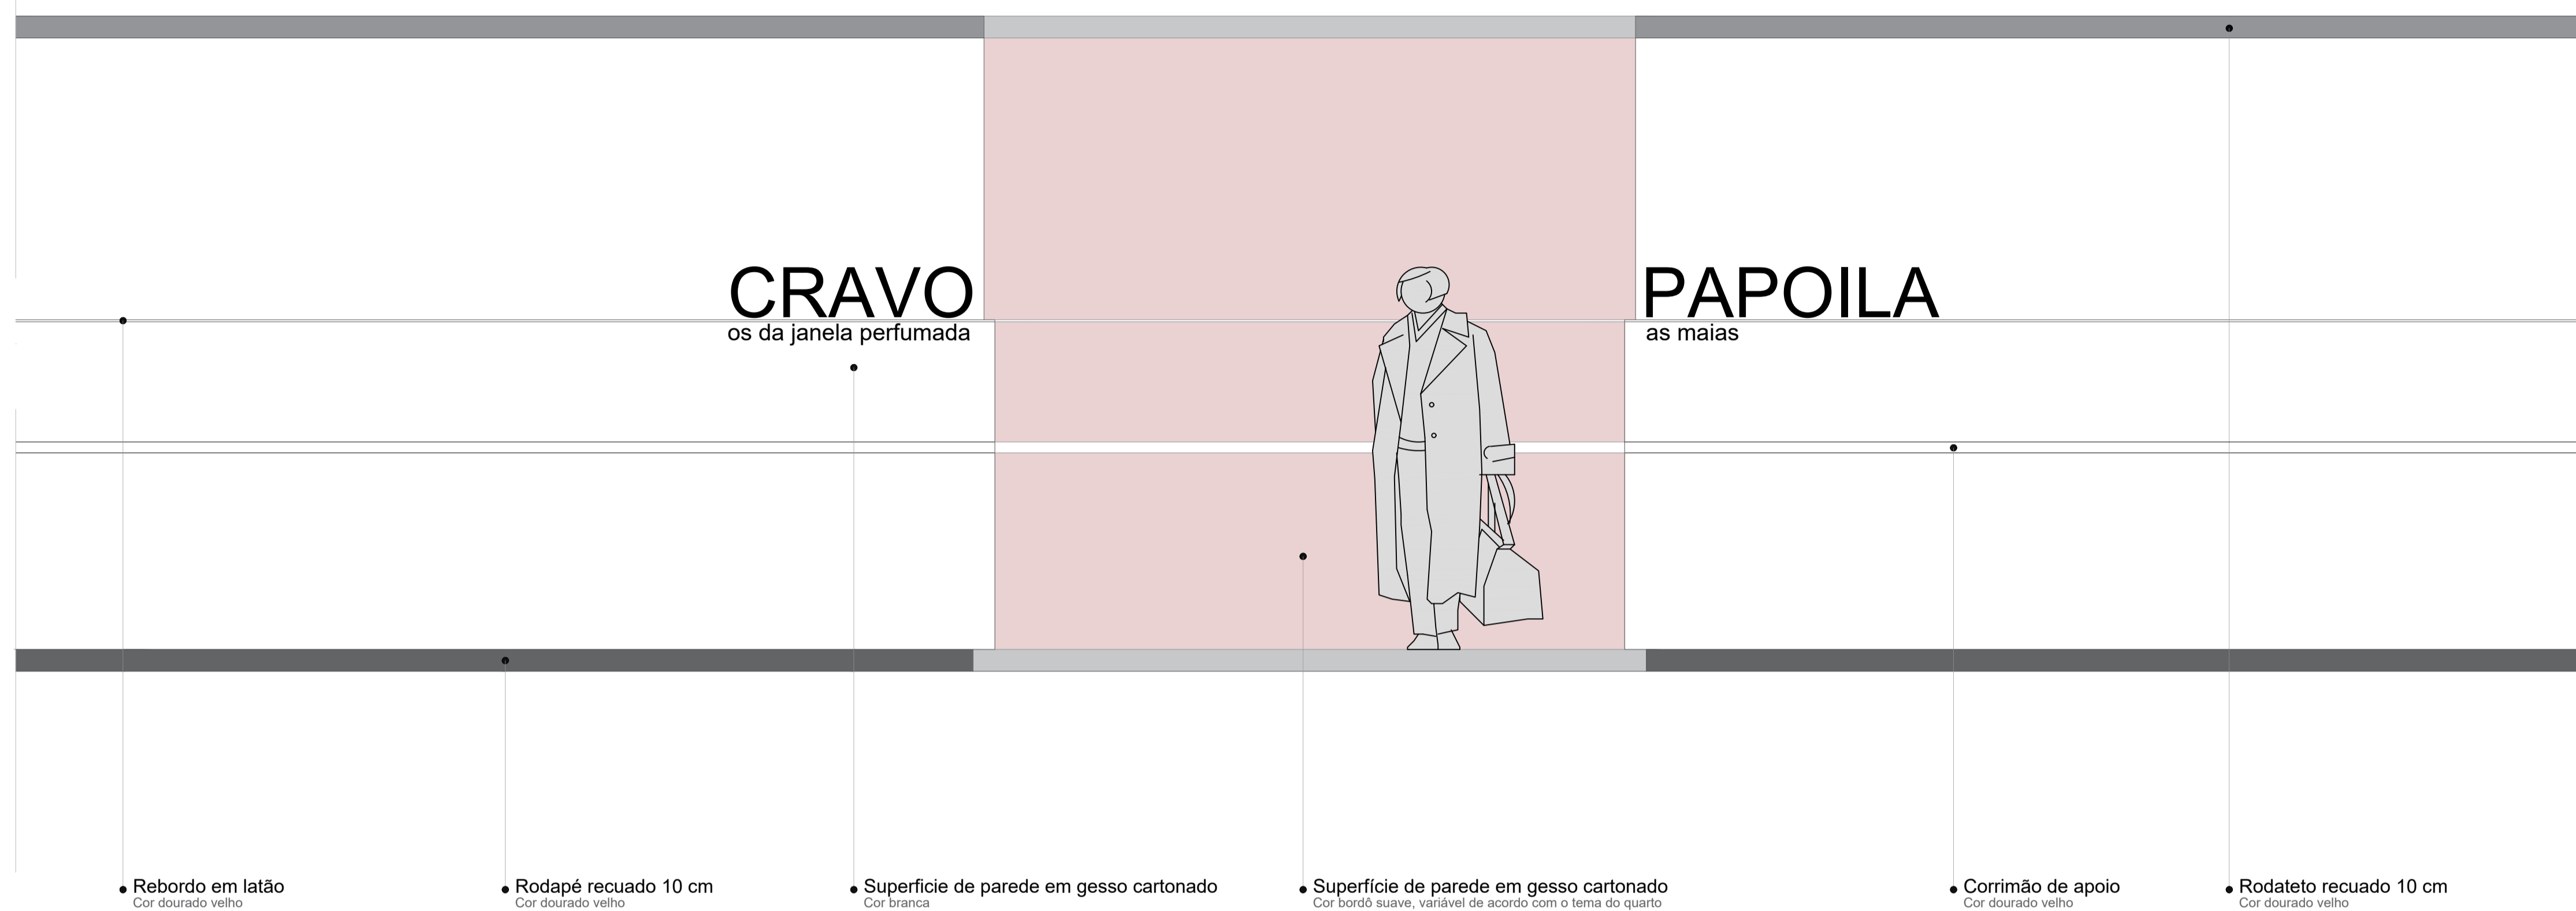 CRAVO
os da janela perfumada
PAPOILA
as maias
Rebordo em latão
Cor dourado velho
Rodapé recuado 10 cm
Cor dourado velho
Superficie de parede em gesso cartonado
Cor branca
Superfície de parede em gesso cartonado
Cor bordô suave, variável de acordo com o tema do quarto
Corrimão de apoio
Cor dourado velho
Rodateto recuado 10 cm
Cor dourado velho